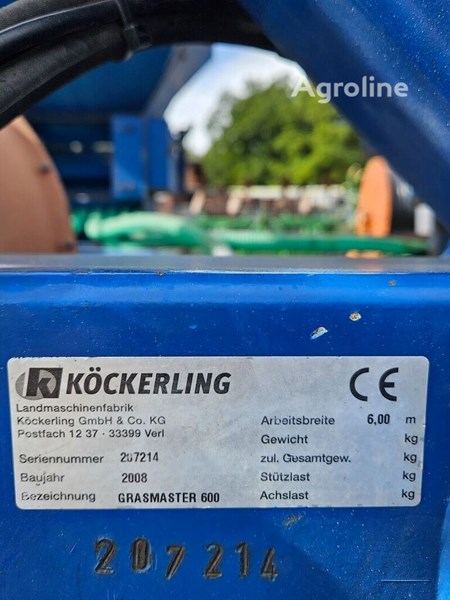 Agroline
KÖCKERLING
Landmaschinenfabrik
Köckerling GmbH & Co. KG
Postfach 12 37 · 33399 Verl
Seriennummer 207214
Baujahr 2008
Bezeichnung GRASMASTER 600
CE
Arbeitsbreite 6,00 m
Gewicht kg
zul. Gesamtgew. kg
Stützlast kg
Achslast kg
207214